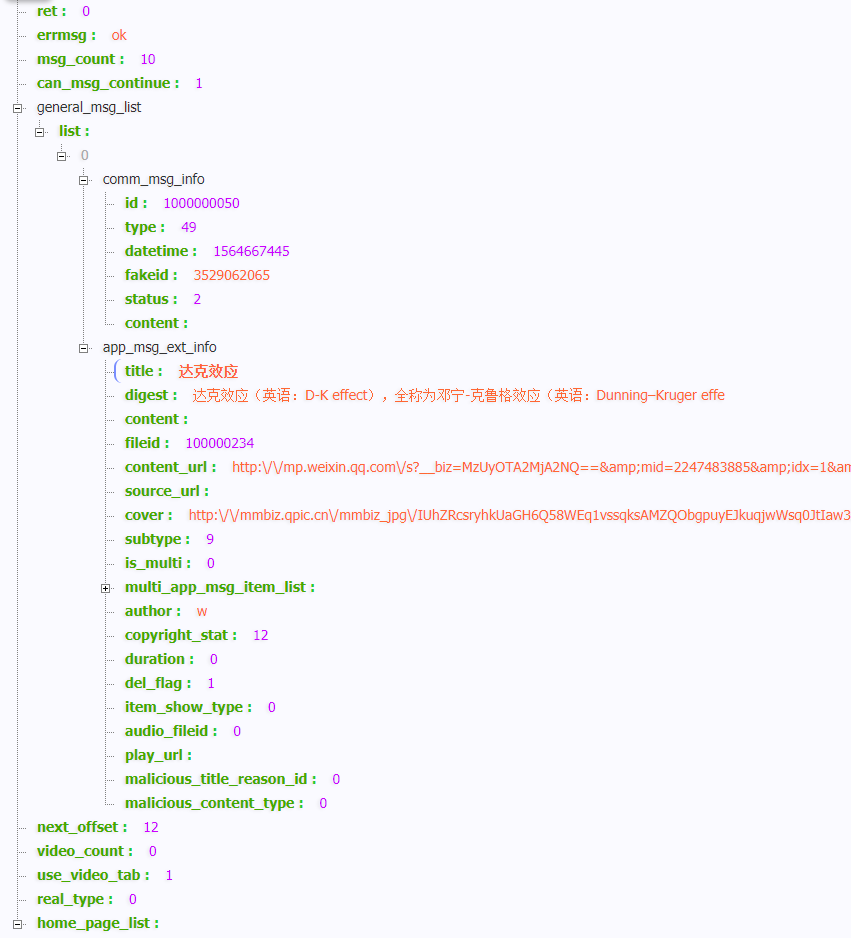 ret : 0
errmsg : ok
msg_count : 10
can_msg_continue : 1
general_msg_list
list :
0
comm_msg_info
id : 1000000050
type : 49
datetime : 1564667445
fakeid : 3529062065
status : 2
content :
app_msg_ext_info
title : 达克效应
digest : 达克效应（英语：D-K effect），全称为邓宁-克鲁格效应（英语：Dunning–Kruger effe
content :
fileid : 100000234
content_url : http:\/\/mp.weixin.qq.com\/s?__biz=MzUyOTA2MjA2NQ==&amp;mid=2247483885&amp;idx=1&am
source_url :
cover : http:\/\/mmbiz.qpic.cn\/mmbiz_jpg\/IUhZRcsryhkUaGH6Q58WEq1vssqksAMZQObgpuyEJkuqjwWsq0JtIaw3
subtype : 9
is_multi : 0
multi_app_msg_item_list :
author : w
copyright_stat : 12
duration : 0
del_flag : 1
item_show_type : 0
audio_fileid : 0
play_url :
malicious_title_reason_id : 0
malicious_content_type : 0
next_offset : 12
video_count : 0
use_video_tab : 1
real_type : 0
home_page_list :